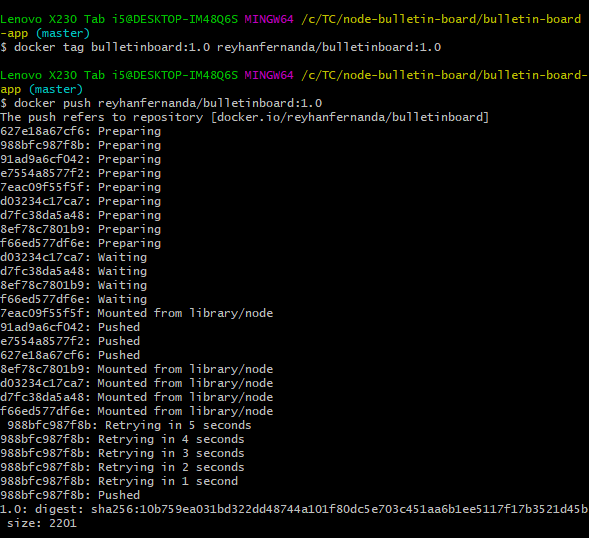 Lenovo X230 Tab i5@DESKTOP-IM48Q6S MINGW64 /c/TC/node-bulletin-board/bulletin-board
-app (master)
$ docker tag bulletinboard:1.0 reyhanfernanda/bulletinboard:1.0
Lenovo X230 Tab i5@DESKTOP-IM48Q6S MINGW64 /c/TC/node-bulletin-board/bulletin-board-
app (master)
$ docker push reyhanfernanda/bulletinboard:1.0
The push refers to repository [docker.io/reyhanfernanda/bulletinboard]
627e18a67cf6: Preparing
988bfc987f8b: Preparing
91ad9a6cf042: Preparing
e7554a8577f2: Preparing
7eac09f55f5f: Preparing
d03234c17ca7: Preparing
d7fc38da5a48: Preparing
8ef78c7801b9: Preparing
f66ed577df6e: Preparing
d03234c17ca7: Waiting
d7fc38da5a48: Waiting
8ef78c7801b9: Waiting
f66ed577df6e: Waiting
7eac09f55f5f: Mounted from library/node
91ad9a6cf042: Pushed
e7554a8577f2: Pushed
627e18a67cf6: Pushed
8ef78c7801b9: Mounted from library/node
d03234c17ca7: Mounted from library/node
d7fc38da5a48: Mounted from library/node
f66ed577df6e: Mounted from library/node
988bfc987f8b: Retrying in 5 seconds
988bfc987f8b: Retrying in 4 seconds
988bfc987f8b: Retrying in 3 seconds
988bfc987f8b: Retrying in 2 seconds
988bfc987f8b: Retrying in 1 second
988bfc987f8b: Pushed
1.0: digest: sha256:10b759ea031bd322dd48744a101f80dc5e703c451aa6b1ee5117f17b3521d45b
size: 2201